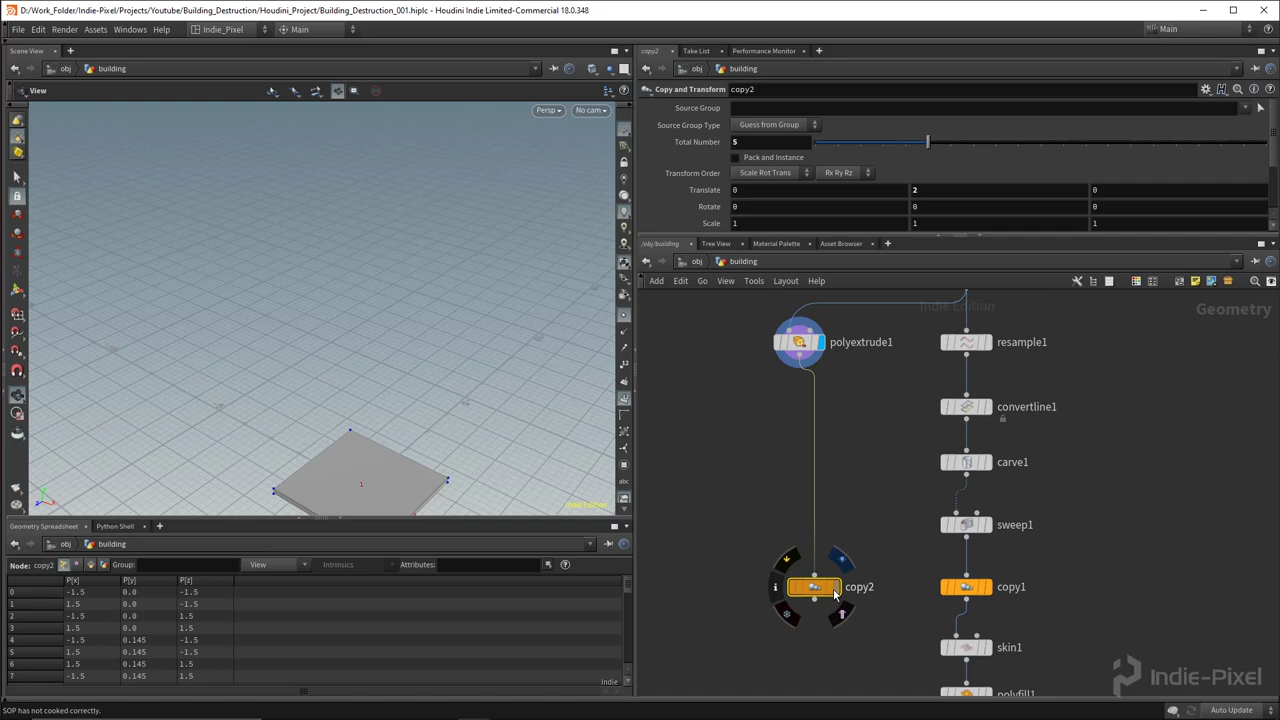 D:/Work_Folder/Indie-Pixel/Projects/Youtube/Building_Destruction/Houdini_Project/Building_Destruction_001.hiplc - Houdini Indie Limited-Commercial 18.0.348
File Edit Render Assets Windows Help Indie_Pixel Main Main
Scene View
obj building
View
Persp No cam
1
Indie Edition
copy2 Take List Performance Monitor
obj building
Copy and Transform copy2
Source Group
Source Group Type Guess from Group
Total Number 5
Pack and Instance
Transform Order Scale Rot Trans Rx Ry Rz
Translate 0 2 0
Rotate 0 0 0
Scale 1 1 1
/obj/building Tree View Material Palette Asset Browser
obj building
Add Edit Go View Tools Layout Help
Indie Edition
Geometry
polyextrude1
resample1
convertline1
carve1
sweep1
copy2
copy1
skin1
polyfill1
Indie-Pixel
Geometry Spreadsheet Python Shell
obj building
Node: copy2 Group: View Intrinsics Attributes:
P[x] P[y] P[z]
0 -1.5 0.0 -1.5
1 1.5 0.0 -1.5
2 -1.5 0.0 1.5
3 1.5 0.0 1.5
4 -1.5 0.145 -1.5
5 1.5 0.145 -1.5
6 1.5 0.145 1.5
7 -1.5 0.145 1.5
Indie
SOP has not cooked correctly.
Auto Update